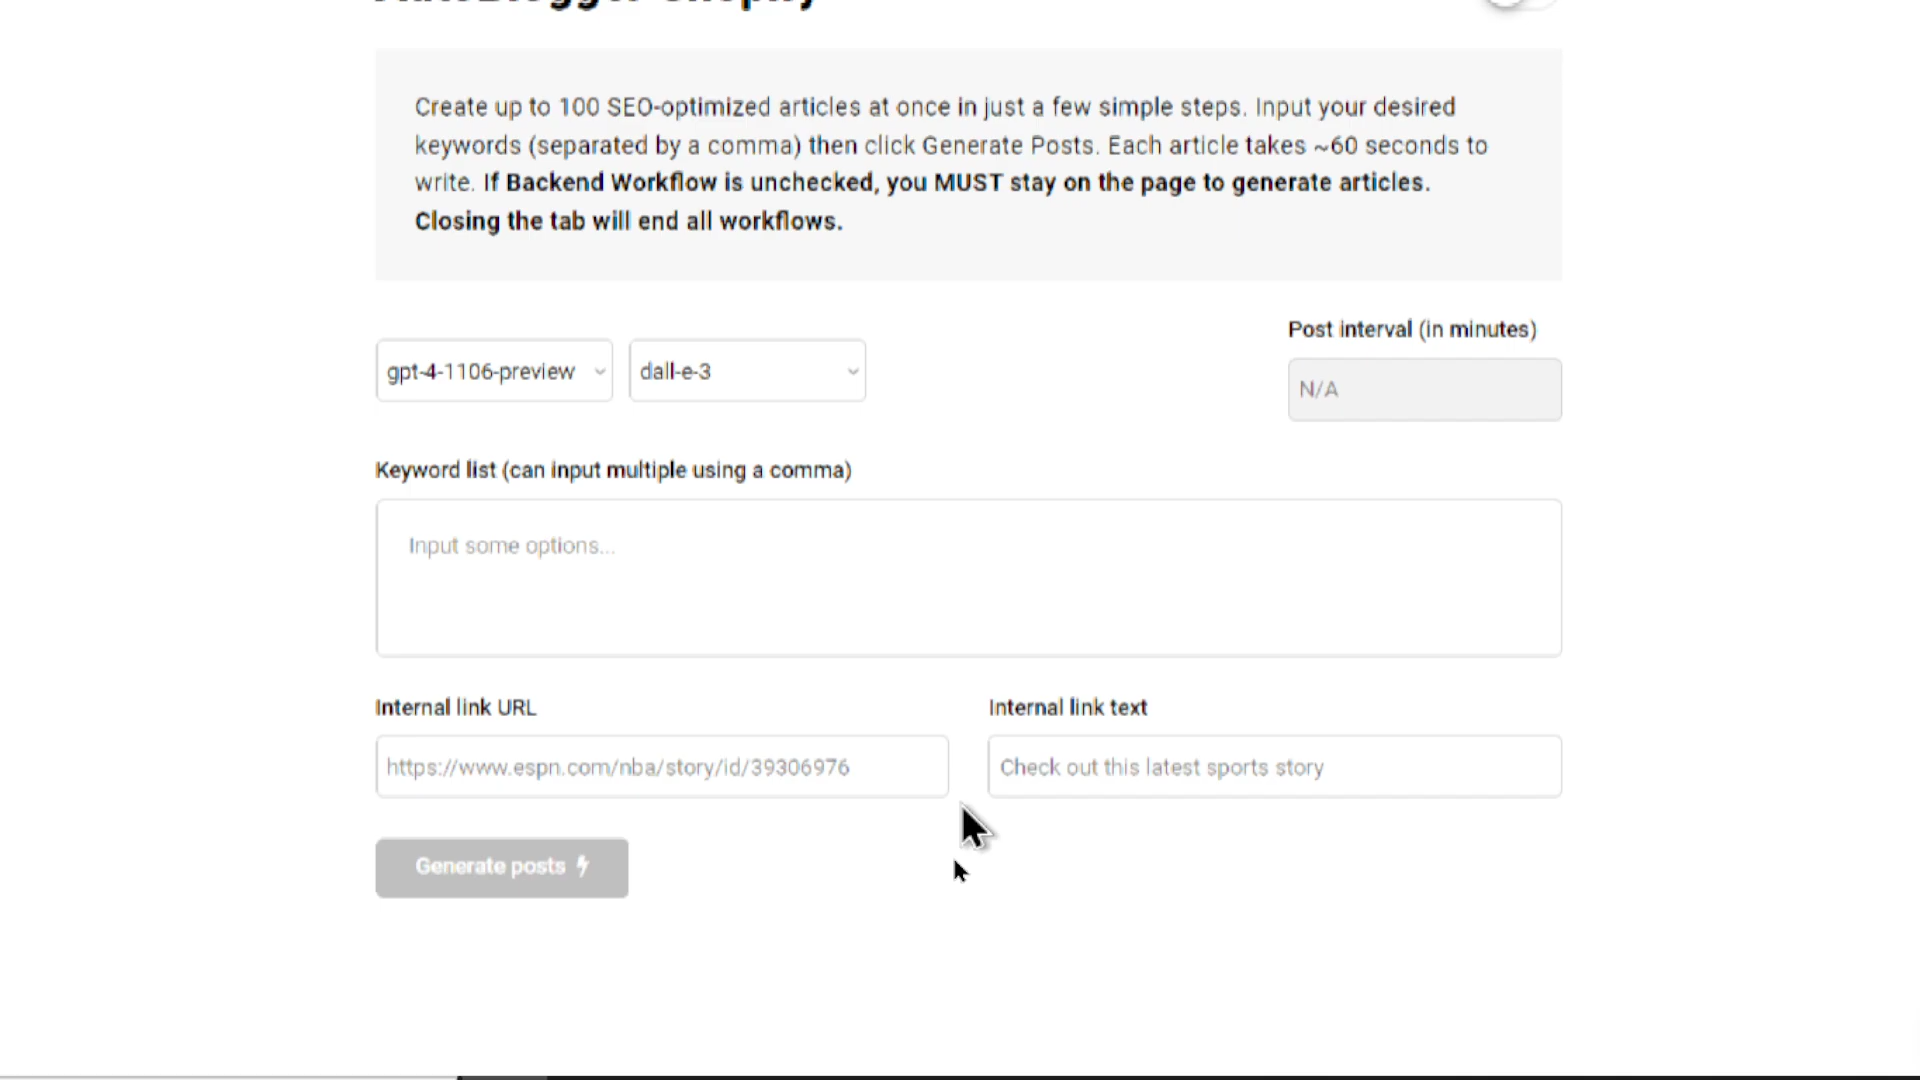 Create up to 100 SEO-optimized articles at once in just a few simple steps. Input your desired
keywords (separated by a comma) then click Generate Posts. Each article takes ~60 seconds to
write. If Backend Workflow is unchecked, you MUST stay on the page to generate articles.
Closing the tab will end all workflows.
Post interval (in minutes)
gpt-4-1106-preview dall-e-3
N/A
Keyword list (can input multiple using a comma)
Input some options...
Internal link URL Internal link text
https://www.espn.com/nba/story/id/39306976 Check out this latest sports story
Generate posts